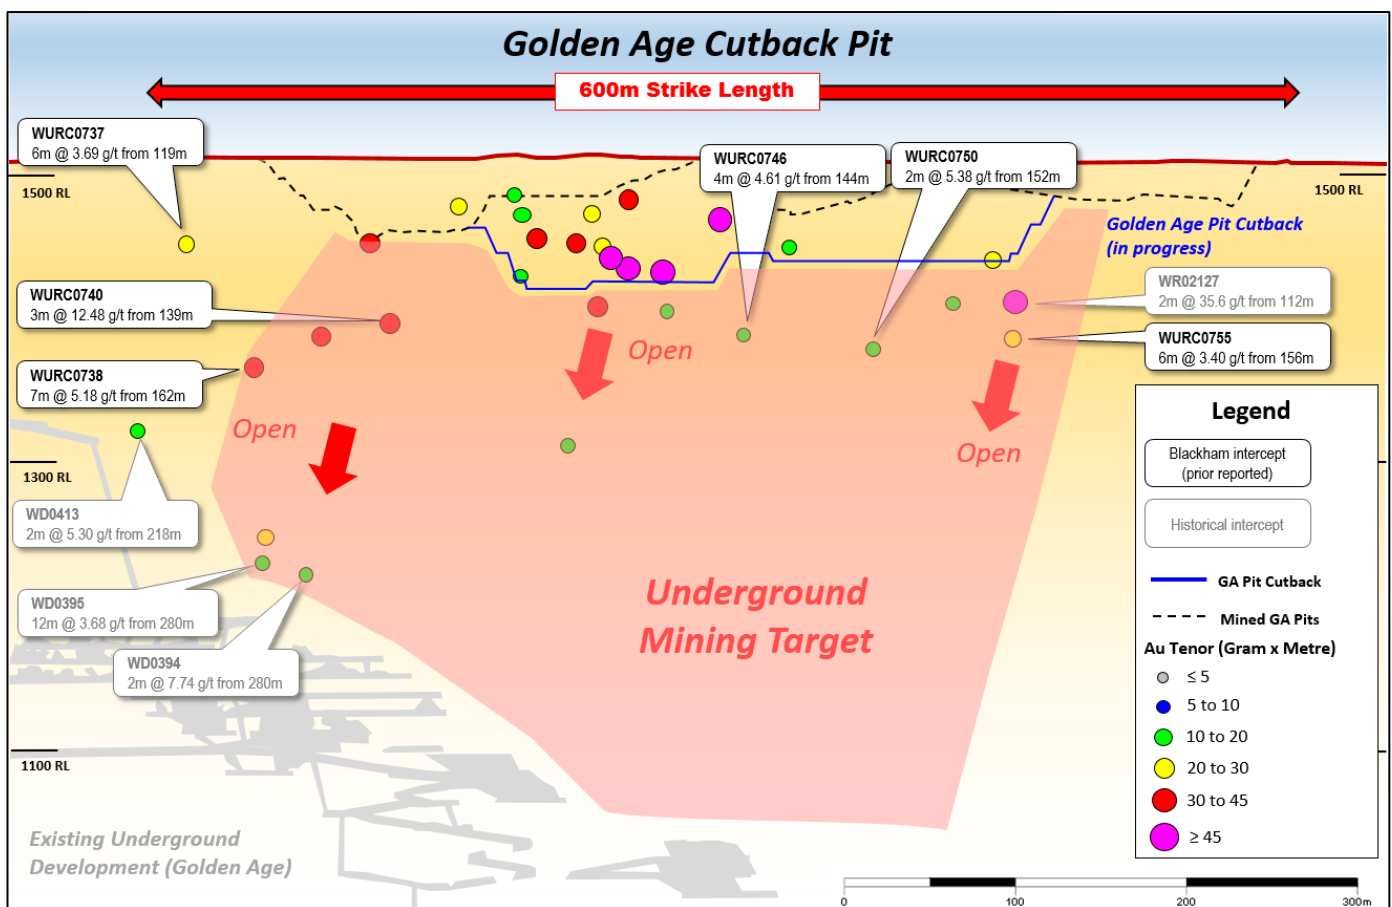 Golden Age Cutback Pit
600m Strike Length
WURC0737
6m @ 3.69 g/t from 119m
WURC0746
4m @ 4.61 g/t from 144m
WURC0750
2m @ 5.38 g/t from 152m
1500 RL
1500 RL
Golden Age Pit Cutback
(in progress)
WR02127
2m @ 35.6 g/t from 112m
WURC0740
3m @ 12.48 g/t from 139m
WURC0755
6m @ 3.40 g/t from 156m
WURC0738
7m @ 5.18 g/t from 162m
Open
Open
Open
1300 RL
WD0413
2m @ 5.30 g/t from 218m
WD0395
12m @ 3.68 g/t from 280m
WD0394
2m @ 7.74 g/t from 280m
Underground
Mining Target
1100 RL
Existing Underground
Development (Golden Age)
Legend
Blackham intercept
(prior reported)
Historical intercept
GA Pit Cutback
Mined GA Pits
Au Tenor (Gram x Metre)
≤ 5
5 to 10
10 to 20
20 to 30
30 to 45
≥ 45
0 100 200 300m